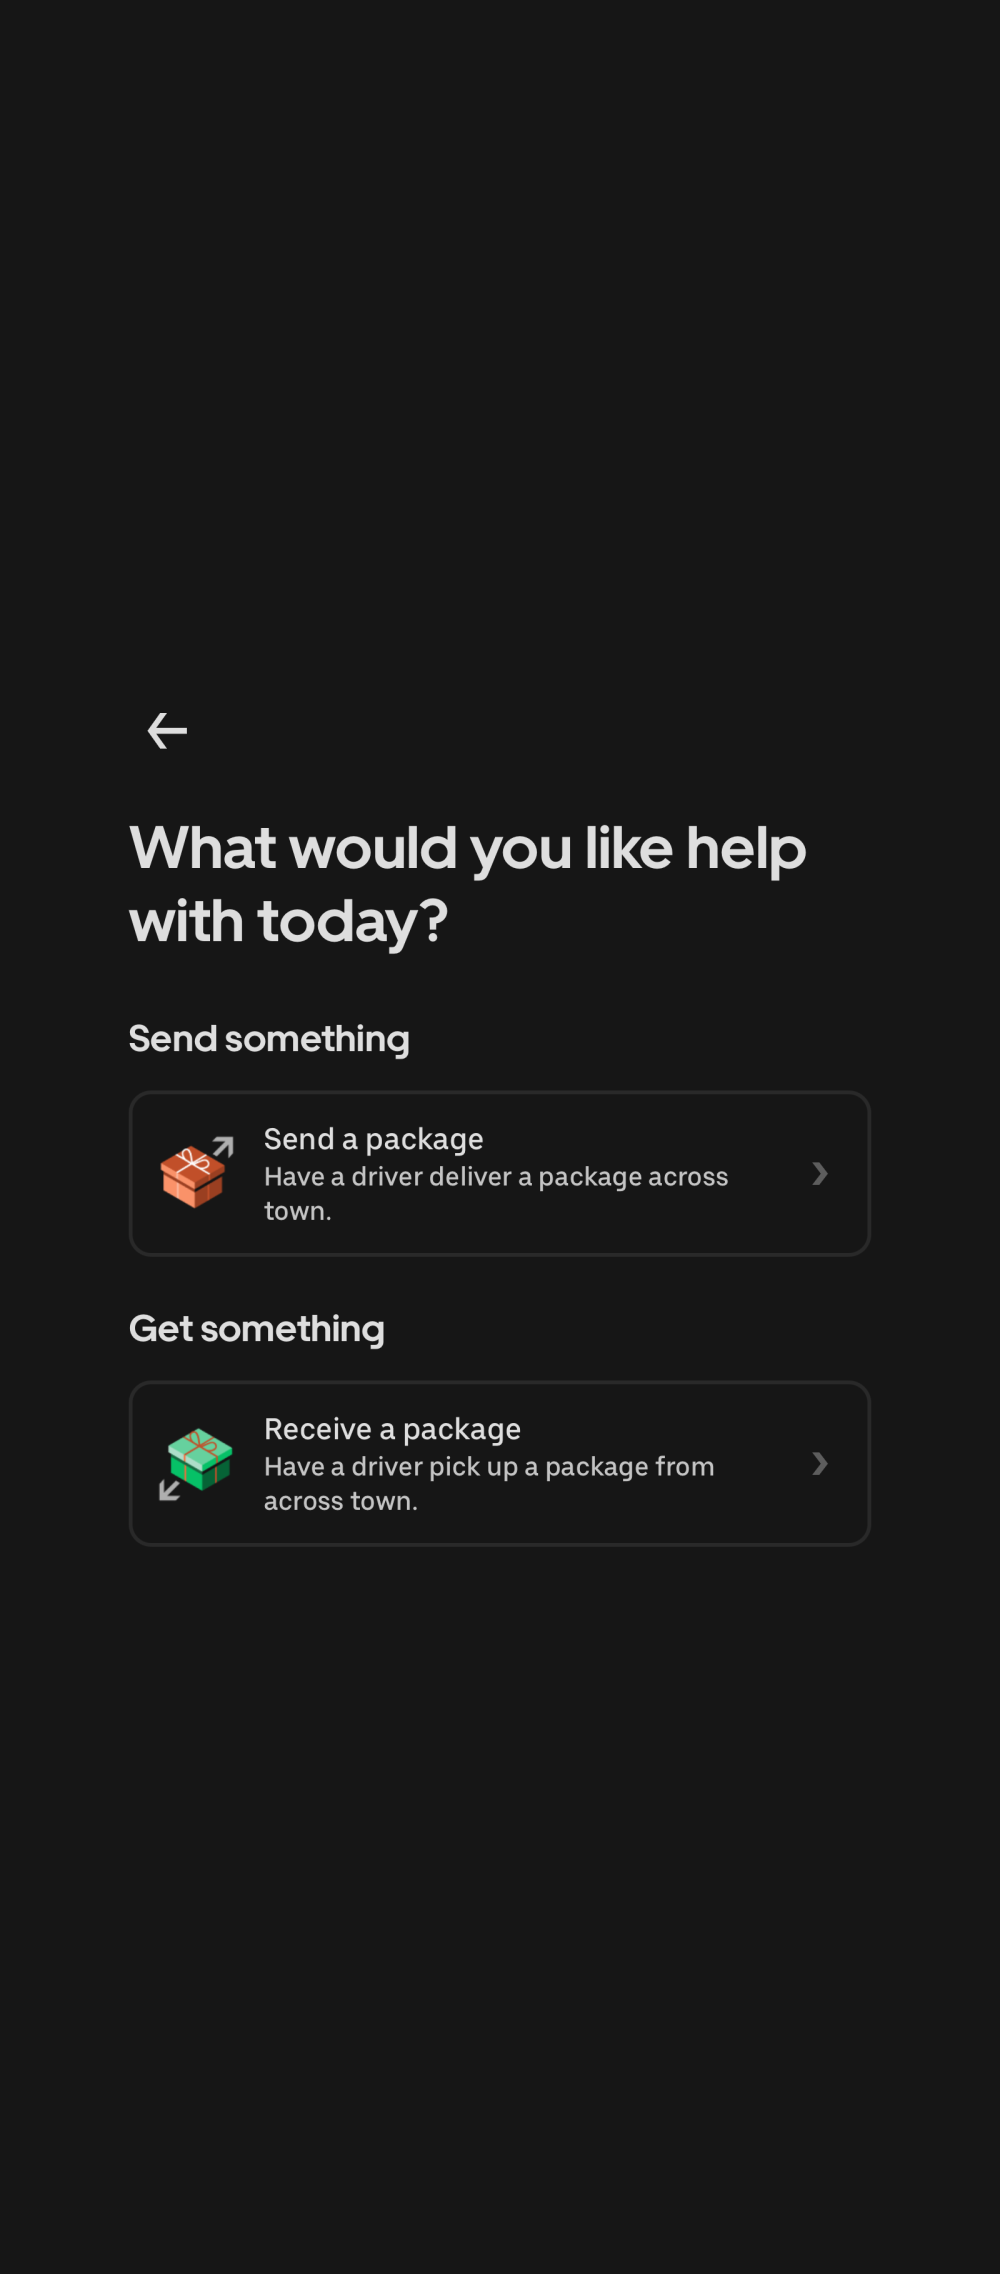 What would you like help
with today?
Send something
Send a package
Have a driver deliver a package across
town.
Get something
Receive a package
Have a driver pick up a package from
across town.